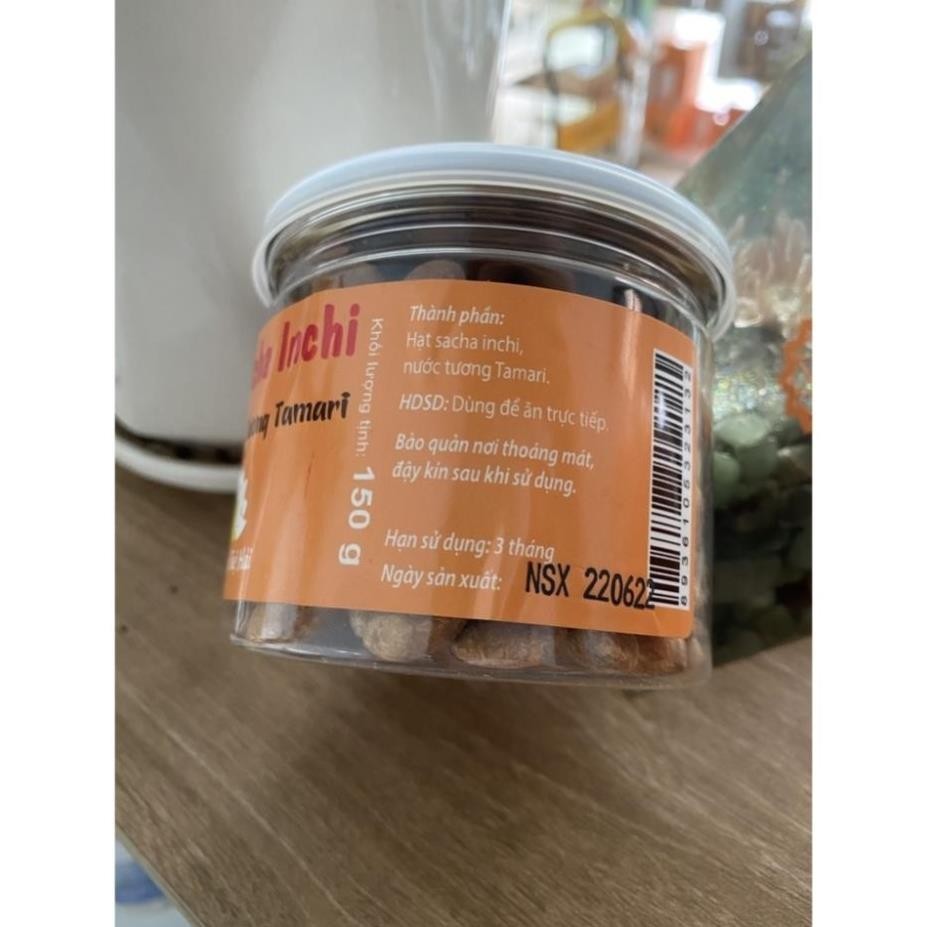 Inchi
Tamari
Khối lượng tịnh: 150 g
Thành phần:
Hạt sacha inchi,
nước tương Tamari.
HDSD: Dùng để ăn trực tiếp.
Bảo quản nơi thoáng mát,
đậy kín sau khi sử dụng.
Hạn sử dụng: 3 tháng
Ngày sản xuất: NSX 220622
8936105323132